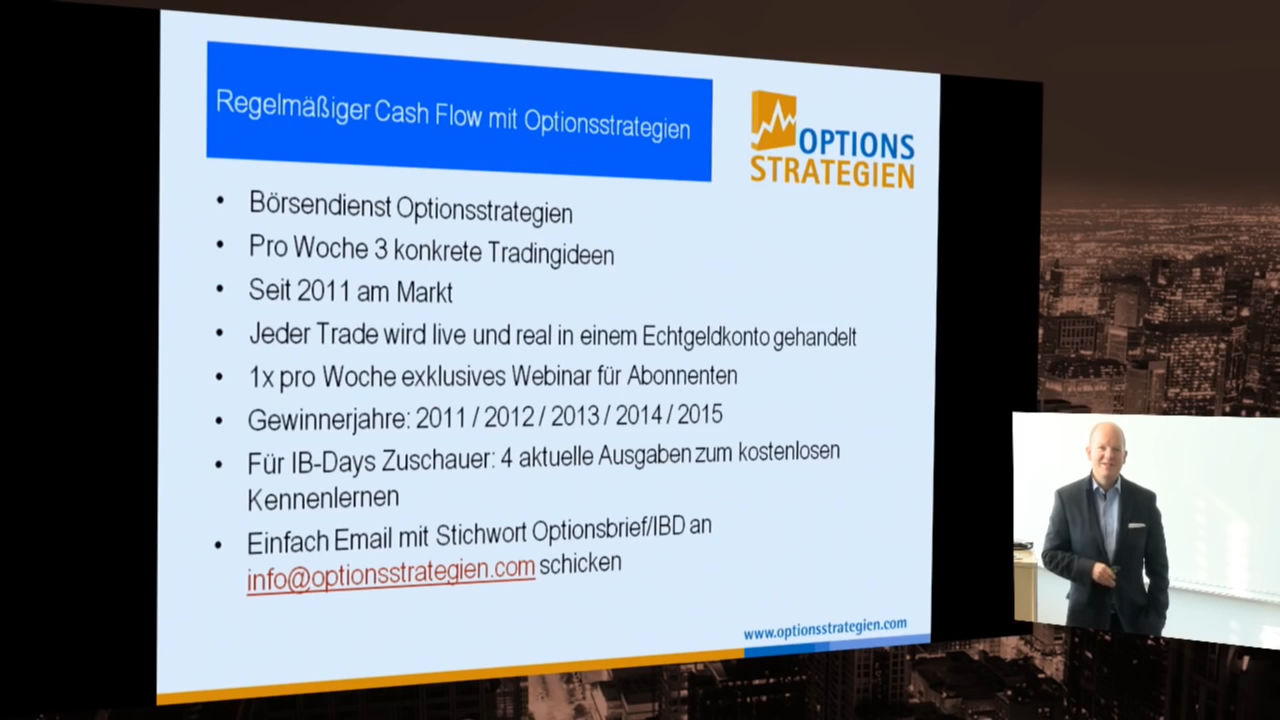 Regelmäßiger Cash Flow mit Optionsstrategien
OPTIONS
STRATEGIEN
• Börsendienst Optionsstrategien
• Pro Woche 3 konkrete Tradingideen
• Seit 2011 am Markt
• Jeder Trade wird live und real in einem Echtgeldkonto gehandelt
• 1x pro Woche exklusives Webinar für Abonnenten
• Gewinnerjahre: 2011 / 2012 / 2013 / 2014 / 2015
• Für IB-Days Zuschauer: 4 aktuelle Ausgaben zum kostenlosen
Kennenlernen
• Einfach Email mit Stichwort Optionsbrief/IBD an
info@optionsstrategien.com schicken
www.optionsstrategien.com